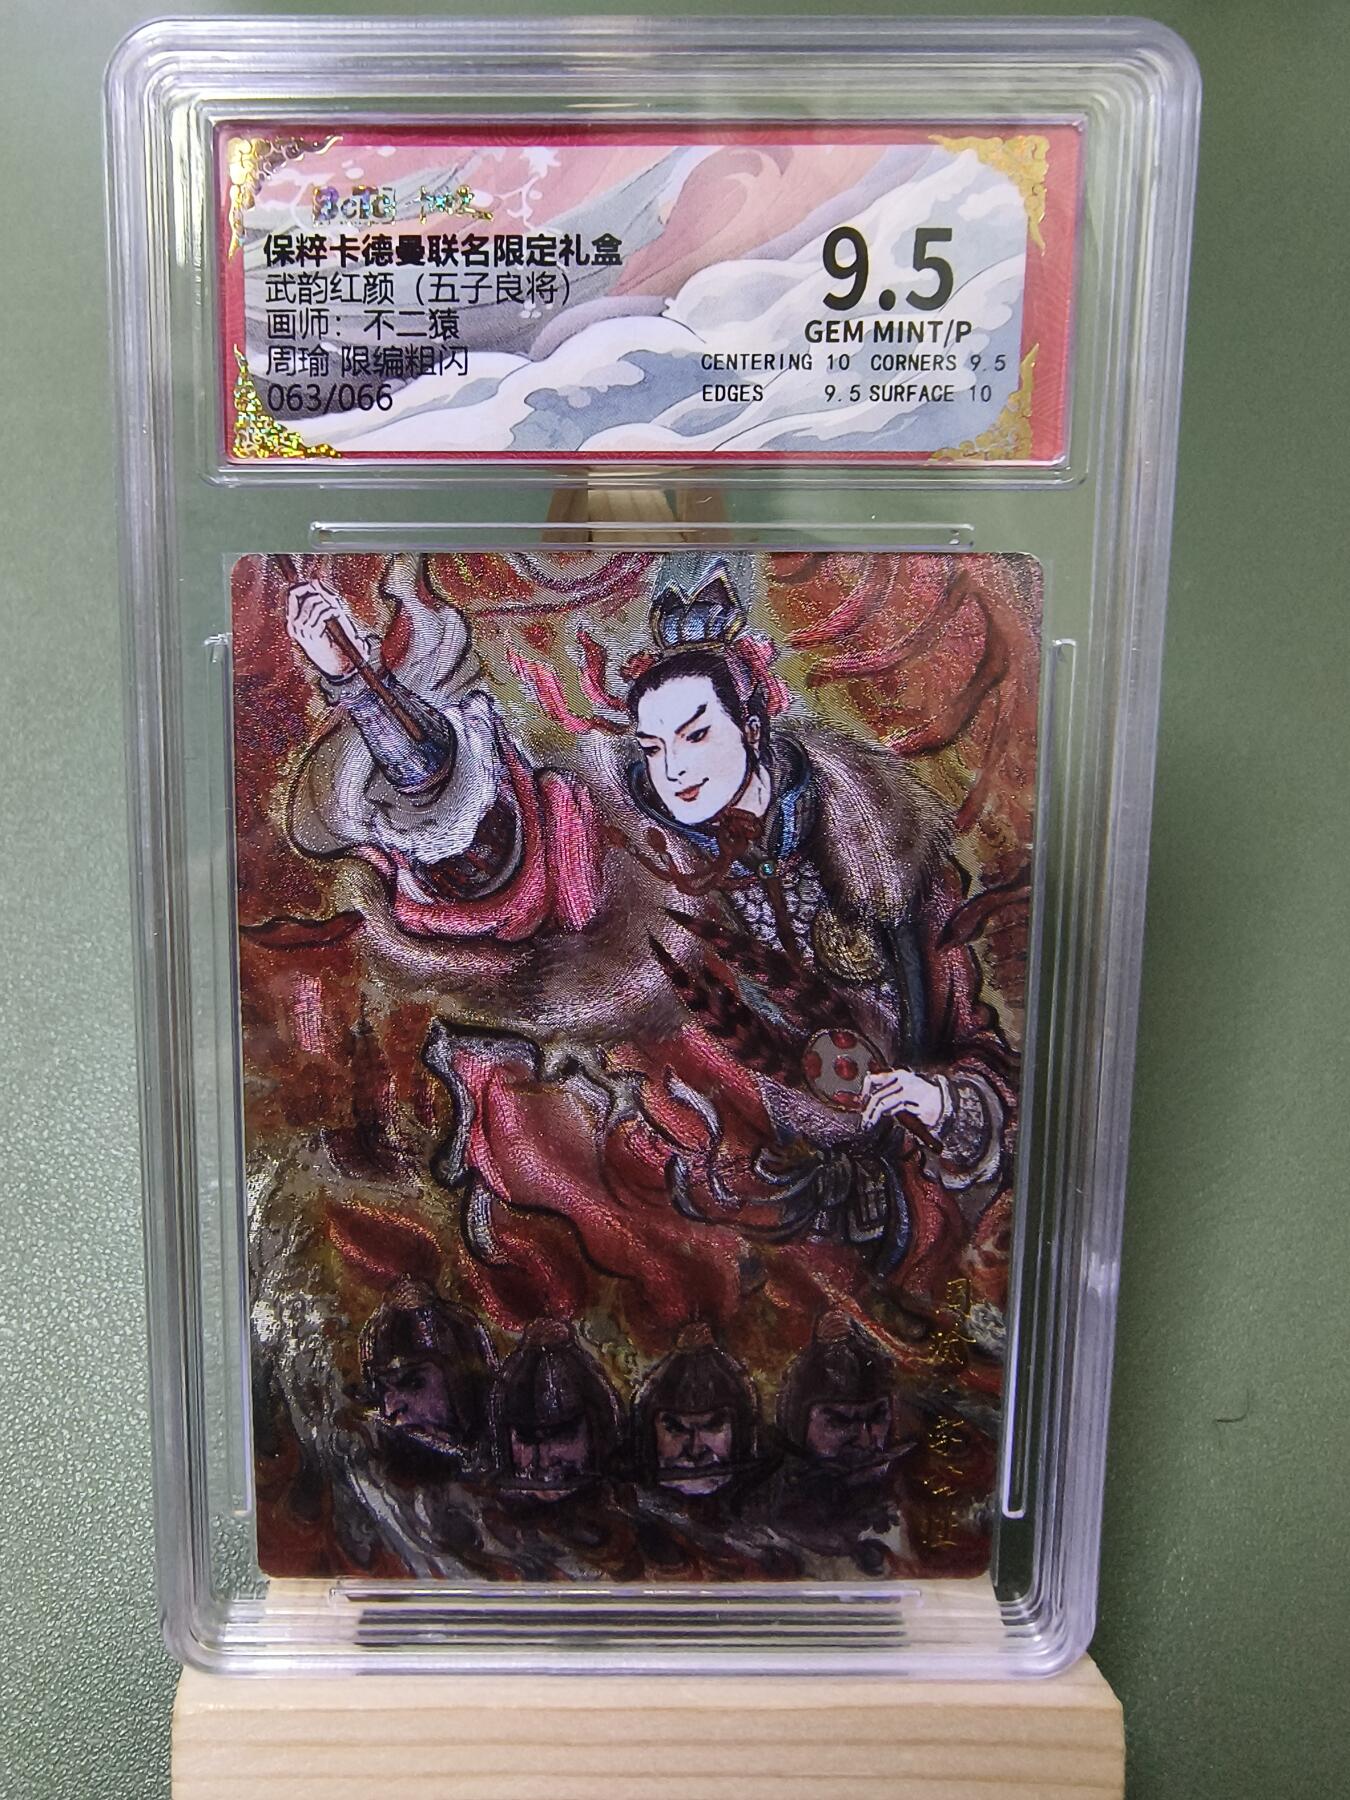 保粹卡德曼联名限定礼盒
武韵红颜（五子良将）
画师：不二猿
周瑜 限编粗闪
063/066
9.5
GEM MINT/P
CENTERING 10 CORNERS 9.5
EDGES 9.5 SURFACE 10